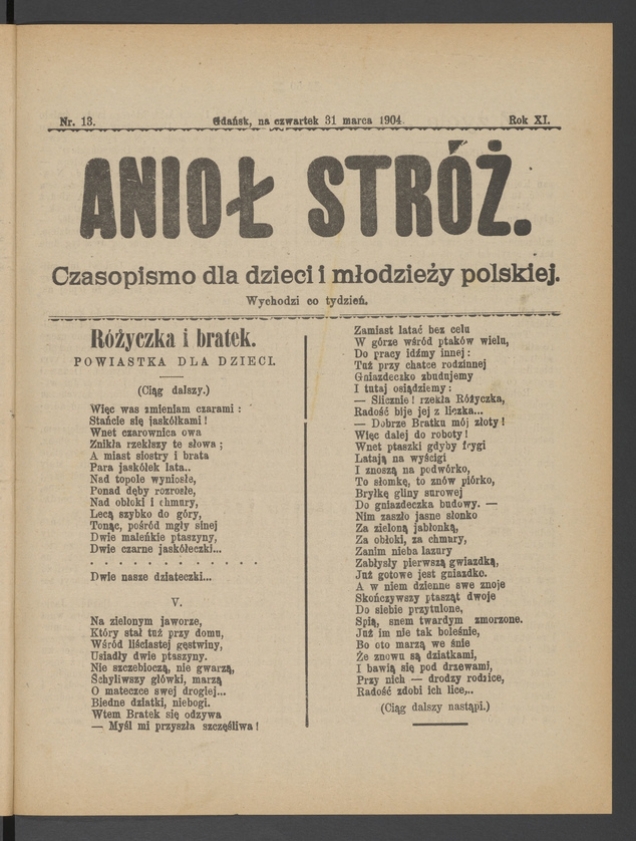 Nr. 13.
Gdańsk, na czwartek 31 marca 1904
Rok XI.
ANIOŁ STRÓŻ.
Czasopismo dla dzieci i młodzieży polskiej.
Wychodzi co tydzień.
Różyczka i bratek.
POWIASTKA DLA DZIECI.
(Ciąg dalszy.)
Więc was zmieniam czarami:
Stańcie się jaskółkami!
Wnet czarownica owa
Znikła rzekłszy te słowa;
A miast siostry i brata
Para jaskółek lata..
Nad topole wyniosłe,
Ponad dęby rozrosłe,
Nad obłoki i chmury,
Lecą szybko do góry,
Tonąc, pośród mgły sinej
Dwie maleńkie ptaszyny,
Dwie czarne jaskółeczki...
. . . . . . . . . . . . .
Dwie nasze dziateczki...
V.
Na zielonym jaworze,
Który stał tuż przy domu,
Wśród liściastej gęstwiny,
Usiadły dwie ptaszyny.
Nie szczebioczą, nie gwarzą,
Schyliwszy główki, marzą
O mateczce swej drogiej...
Biedne dziatki, niebogi.
Wtem Bratek się odzywa
— Myśl mi przyszła szczęśliwa!
Zamiast latać bez celu
W górze wśród ptaków wielu,
Do pracy idźmy innej:
Tuż przy chatce rodzinnej
Gniazdeczko zbudujemy
I tutaj osiądziemy:
— Slicznie! rzekła Różyczka,
Radość bije jej z liczka...
— Dobrze Bratku mój złoty!
Więc dalej do roboty!
Wnet ptaszki gdyby frygi
Latają na wyścigi
I znoszą na podwórko,
To słomkę, to znów piórko,
Bryłkę gliny surowej
Do gniazdeczka budowy. —
Nim zaszło jasne słonko
Za zieloną jabłonką,
Za obłoki, za chmury,
Zanim nieba lazury
Zabłysły pierwszą gwiazdką,
Już gotowe jest gniazdko.
A w niem dzienne swe znoje
Skończywszy ptasząt dwoje
Do siebie przytulone,
Spią, snem twardym zmorzone.
Już im nie tak boleśnie,
Bo oto marzą we śnie
Że znowu są dziatkami,
I bawią się pod drzewami,
Przy nich — drodzy rodzice,
Radość zdobi ich lice,..
(Ciąg dalszy nastąpi.)